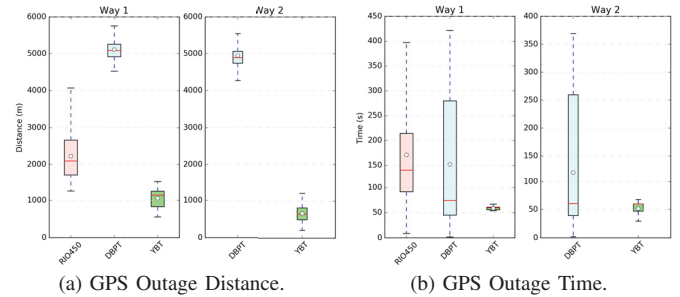 Way 1
Way 2
Way 1
Way 2
6000
5000
4000
3000
2000
1000
0
Distance (m)
RIO450
DBPT
YBT
6000
5000
4000
3000
2000
1000
0
DBPT
YBT
450
400
350
300
250
200
150
100
50
0
Time (s)
RIO450
DBPT
YBT
400
350
300
250
200
150
100
50
0
DBPT
YBT
(a) GPS Outage Distance.
(b) GPS Outage Time.